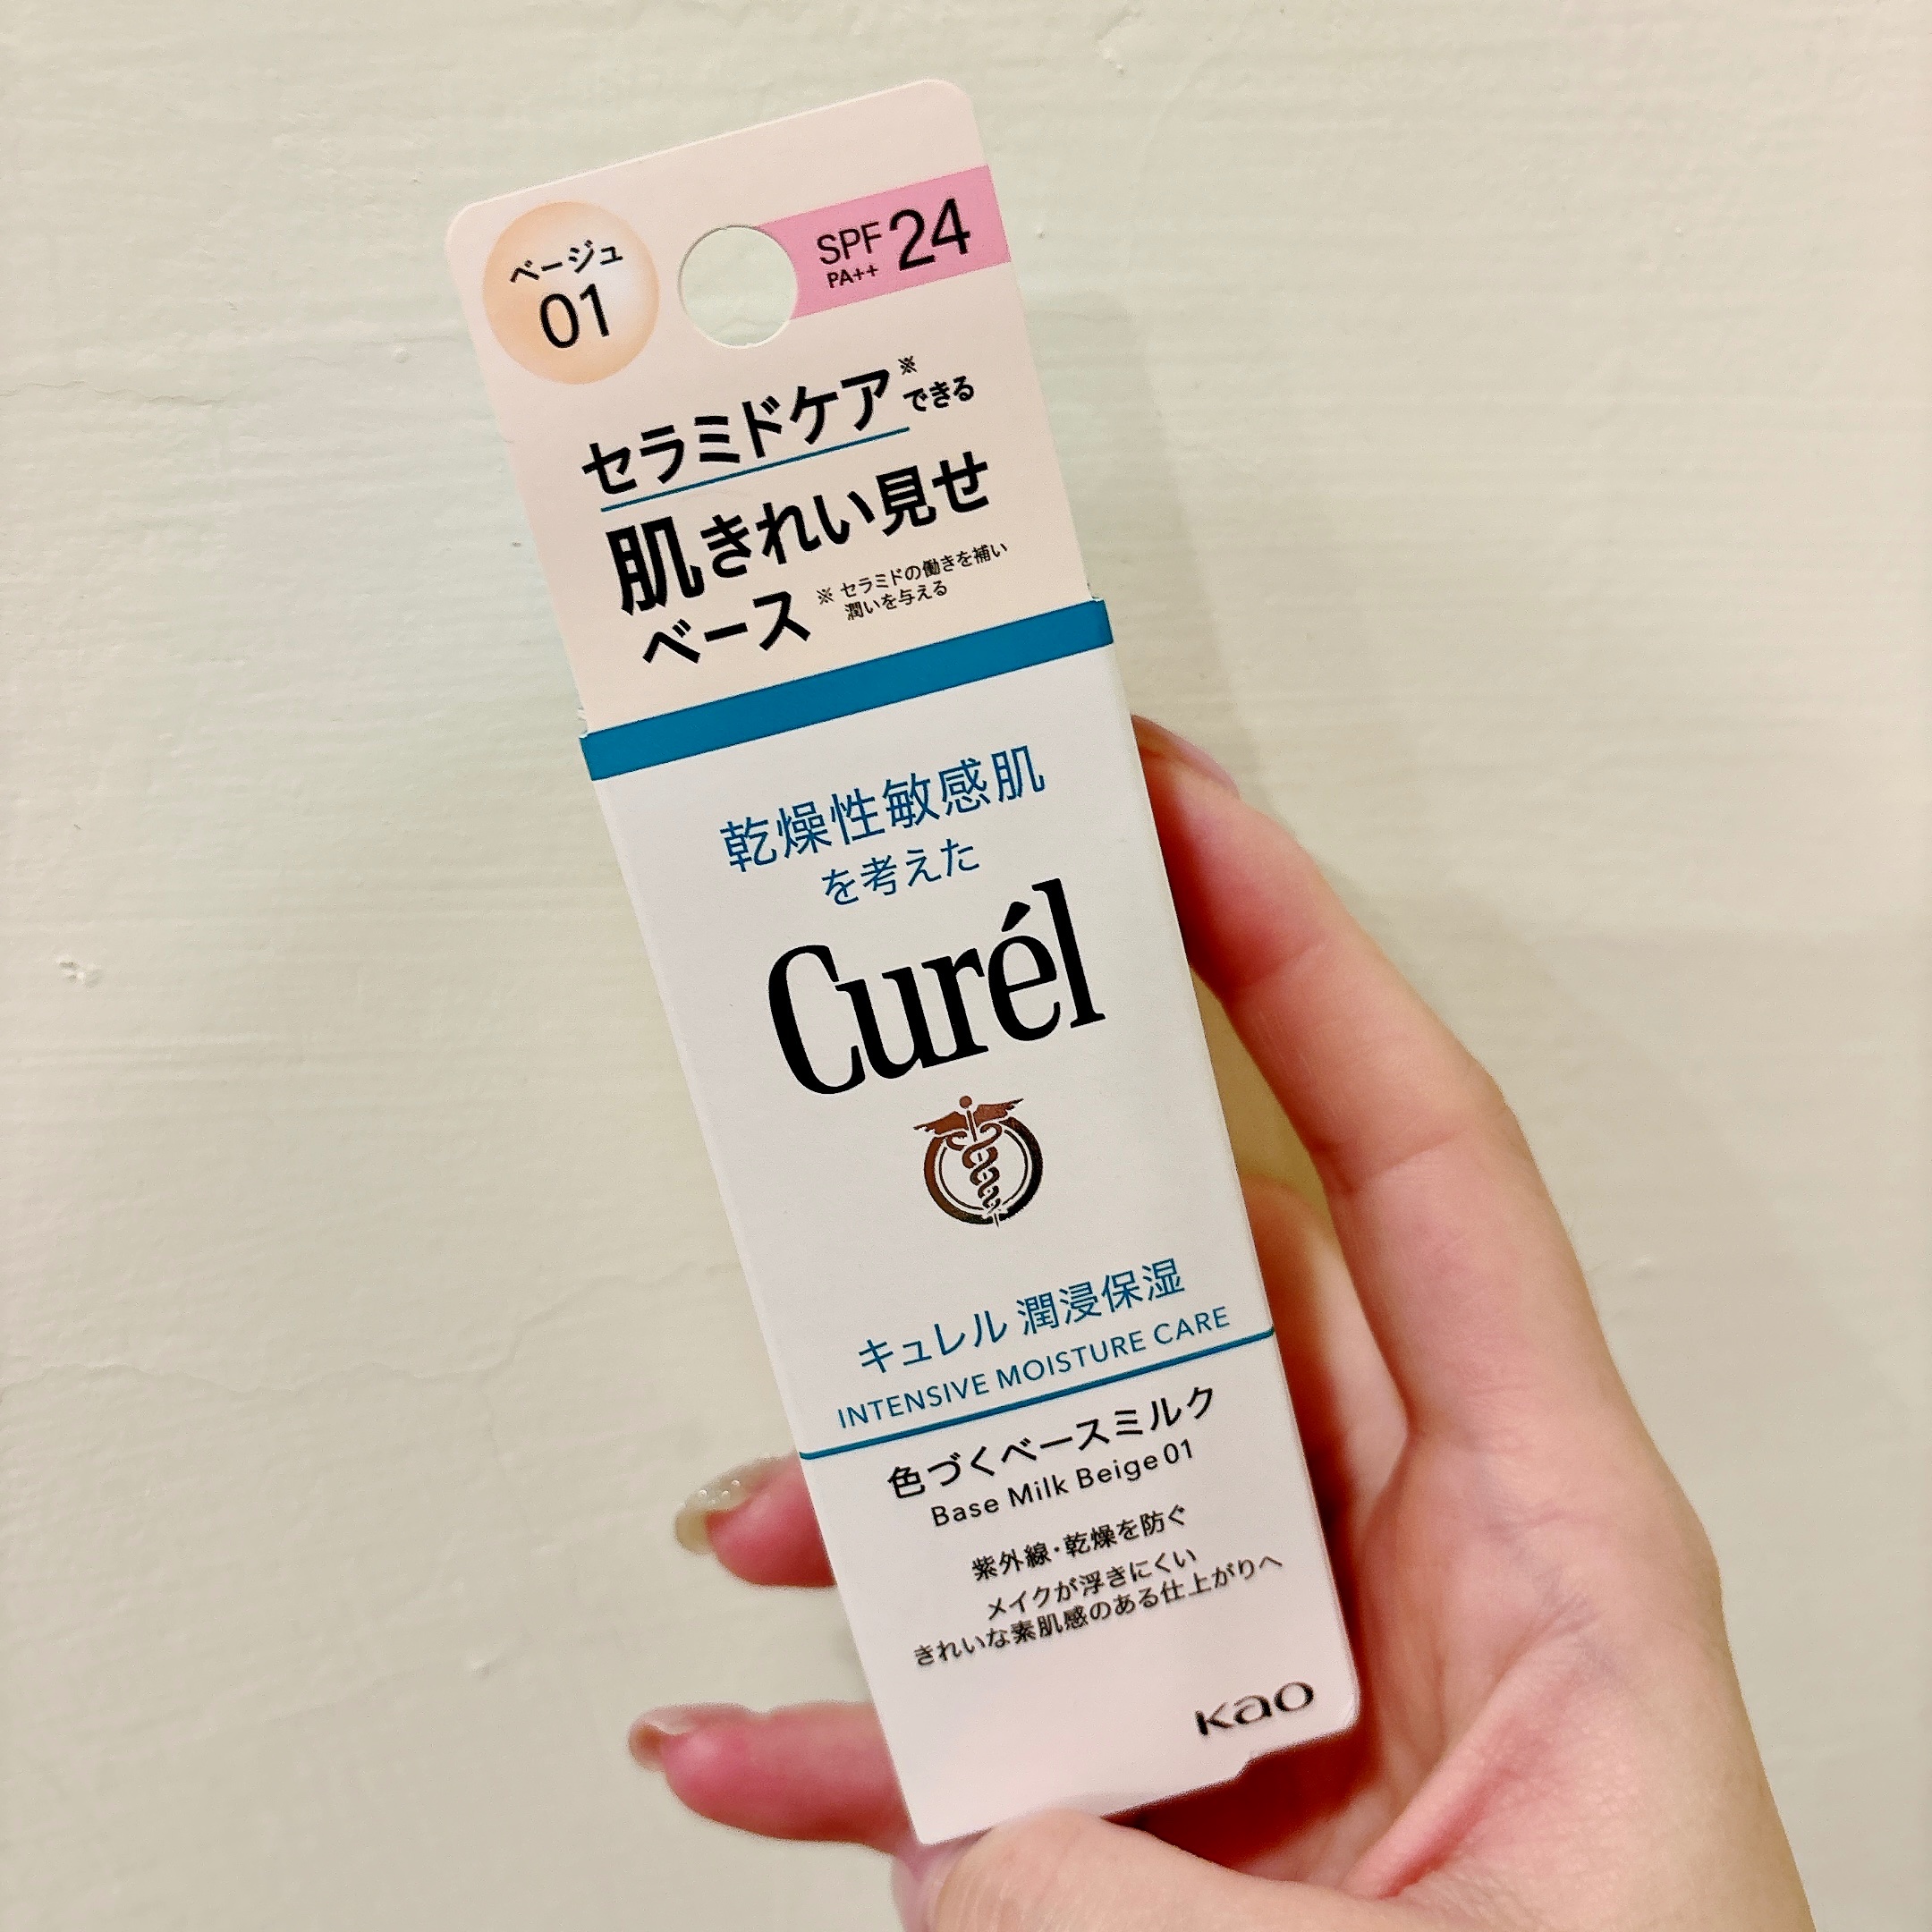 ベージュ
01
SPF 24
PA++
セラミドケア※できる
肌きれい見せ
ベース
※セラミドの働きを補い
潤いを与える
乾燥性敏感肌
を考えた
Curél
キュレル 潤浸保湿
INTENSIVE MOISTURE CARE
色づくベースミルク
Base Milk Beige 01
紫外線・乾燥を防ぐ
メイクが浮きにくい
きれいな素肌感のある仕上がりへ
Kao